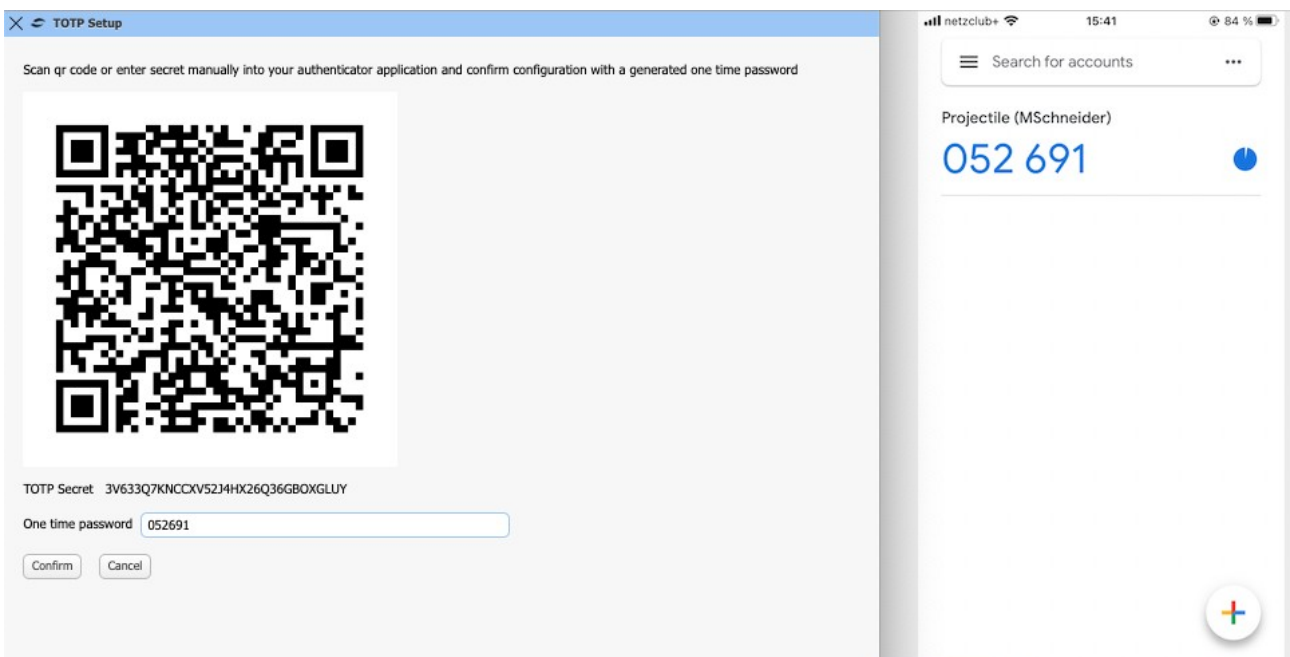 TOTP Setup
Scan qr code or enter secret manually into your authenticator application and confirm configuration with a generated one time password
TOTP Secret 3V633Q7KNCCXV52J4HX26Q36GBOXGLUY
One time password 052691
Confirm Cancel
netzclub+ 15:41 84 %
Search for accounts
Projectile (MSchneider)
052 691